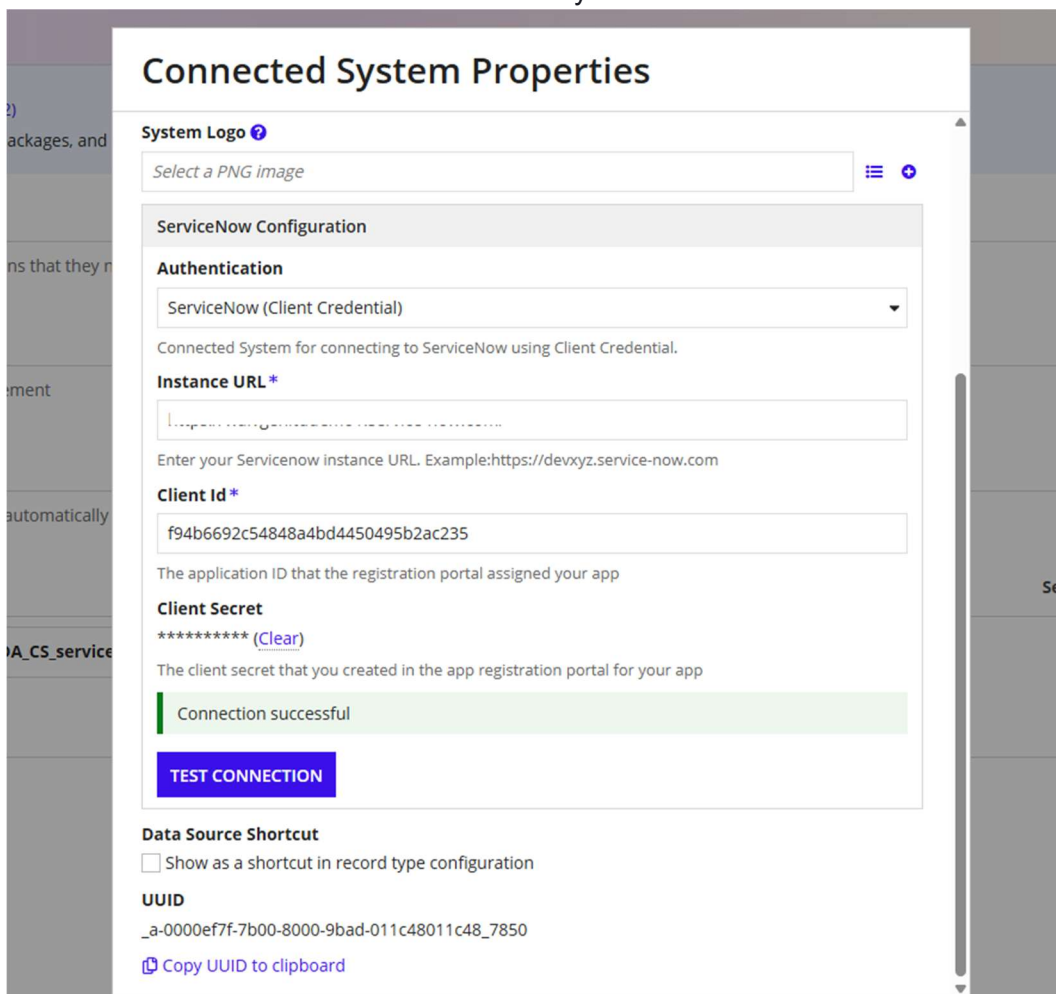 Connected System Properties
2)
ackages, and
System Logo ?
Select a PNG image
ServiceNow Configuration
ns that they n
Authentication
ServiceNow (Client Credential)
Connected System for connecting to ServiceNow using Client Credential.
Instance URL*
ement
Enter your Servicenow instance URL. Example:https://devxyz.service-now.com
Client Id*
automatically
f94b6692c54848a4bd4450495b2ac235
The application ID that the registration portal assigned your app
Se
Client Secret
********** (Clear)
DA_CS_service
The client secret that you created in the app registration portal for your app
Connection successful
TEST CONNECTION
Data Source Shortcut
Show as a shortcut in record type configuration
UUID
_a-0000ef7f-7b00-8000-9bad-011c48011c48_7850
Copy UUID to clipboard